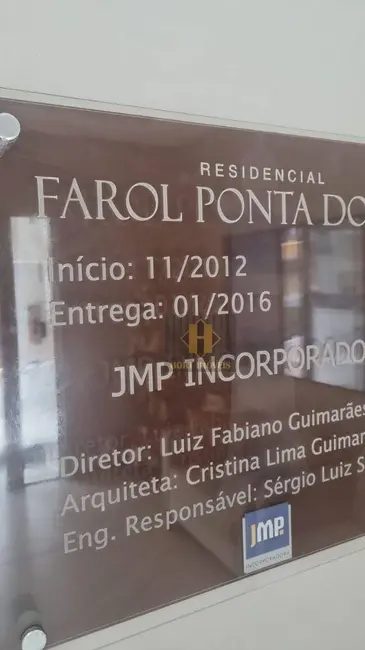 RESIDENCIAL
FAROL PONTA DO
Início: 11/2012
Entrega: 01/2016
JMP INCORPORADO
Diretor: Luiz Fabiano Guimarães
Arquiteta: Cristina Lima Guimar
Eng. Responsável: Sérgio Luiz S
JMP
INCORPORADORA